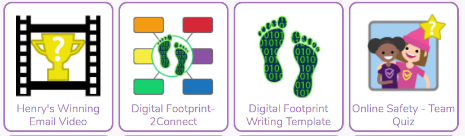 Henry's Winning
Email Video
Digital Footprint-
2Connect
Digital Footprint
Writing Template
Online Safety - Team
Quiz